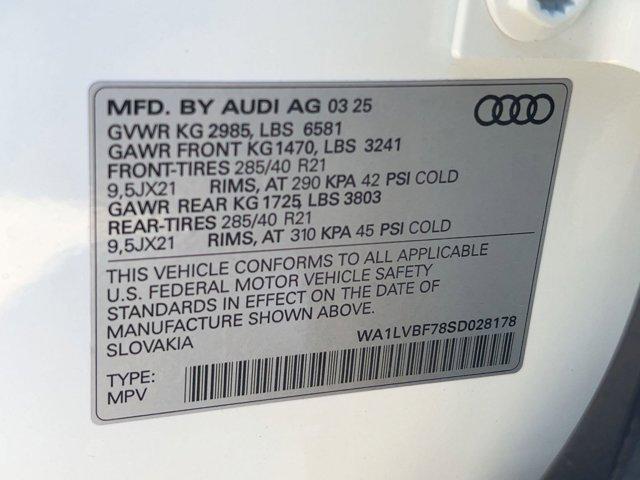 MFD. BY AUDI AG 03 25
GVWR KG 2985, LBS 6581
GAWR FRONT KG 1470, LBS 3241
FRONT-TIRES 285/40 R21
9,5JX21 RIMS, AT 290 KPA 42 PSI COLD
GAWR REAR KG 1725, LBS 3803
REAR-TIRES 285/40 R21
9,5JX21 RIMS, AT 310 KPA 45 PSI COLD
THIS VEHICLE CONFORMS TO ALL APPLICABLE
U.S. FEDERAL MOTOR VEHICLE SAFETY
STANDARDS IN EFFECT ON THE DATE OF
MANUFACTURE SHOWN ABOVE.
SLOVAKIA
WA1LVBF78SD028178
TYPE:
MPV